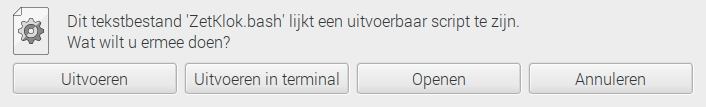 Dit tekstbestand 'ZetKlok.bash' lijkt een uitvoerbaar script te zijn.
Wat wilt u ermee doen?
Uitvoeren
Uitvoeren in terminal
Openen
Annuleren